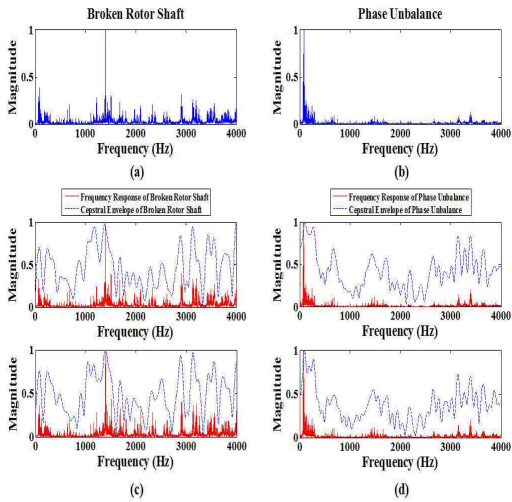 Broken Rotor Shaft
Phase Unbalance
1
0.5
0
0 1000 2000 3000 4000
Magnitude
Frequency (Hz)
(a)
1
0.5
0
0 1000 2000 3000 4000
Magnitude
Frequency (Hz)
(b)
Frequency Response of Broken Rotor Shaft
Cepstral Envelope of Broken Rotor Shaft
Frequency Response of Phase Unbalance
Cepstral Envelope of Phase Unbalance
1
0.5
0
0 1000 2000 3000 4000
Magnitude
Frequency (Hz)
1
0.5
0
0 1000 2000 3000 4000
Magnitude
Frequency (Hz)
1
0.5
0
0 1000 2000 3000 4000
Magnitude
Frequency (Hz)
(c)
1
0.5
0
0 1000 2000 3000 4000
Magnitude
Frequency (Hz)
(d)